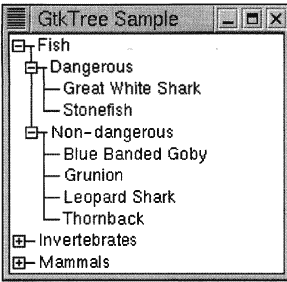 GtkTree Sample
Fish
Dangerous
Great White Shark
Stonefish
Non-dangerous
Blue Banded Goby
Grunion
Leopard Shark
Thornback
Invertebrates
Mammals